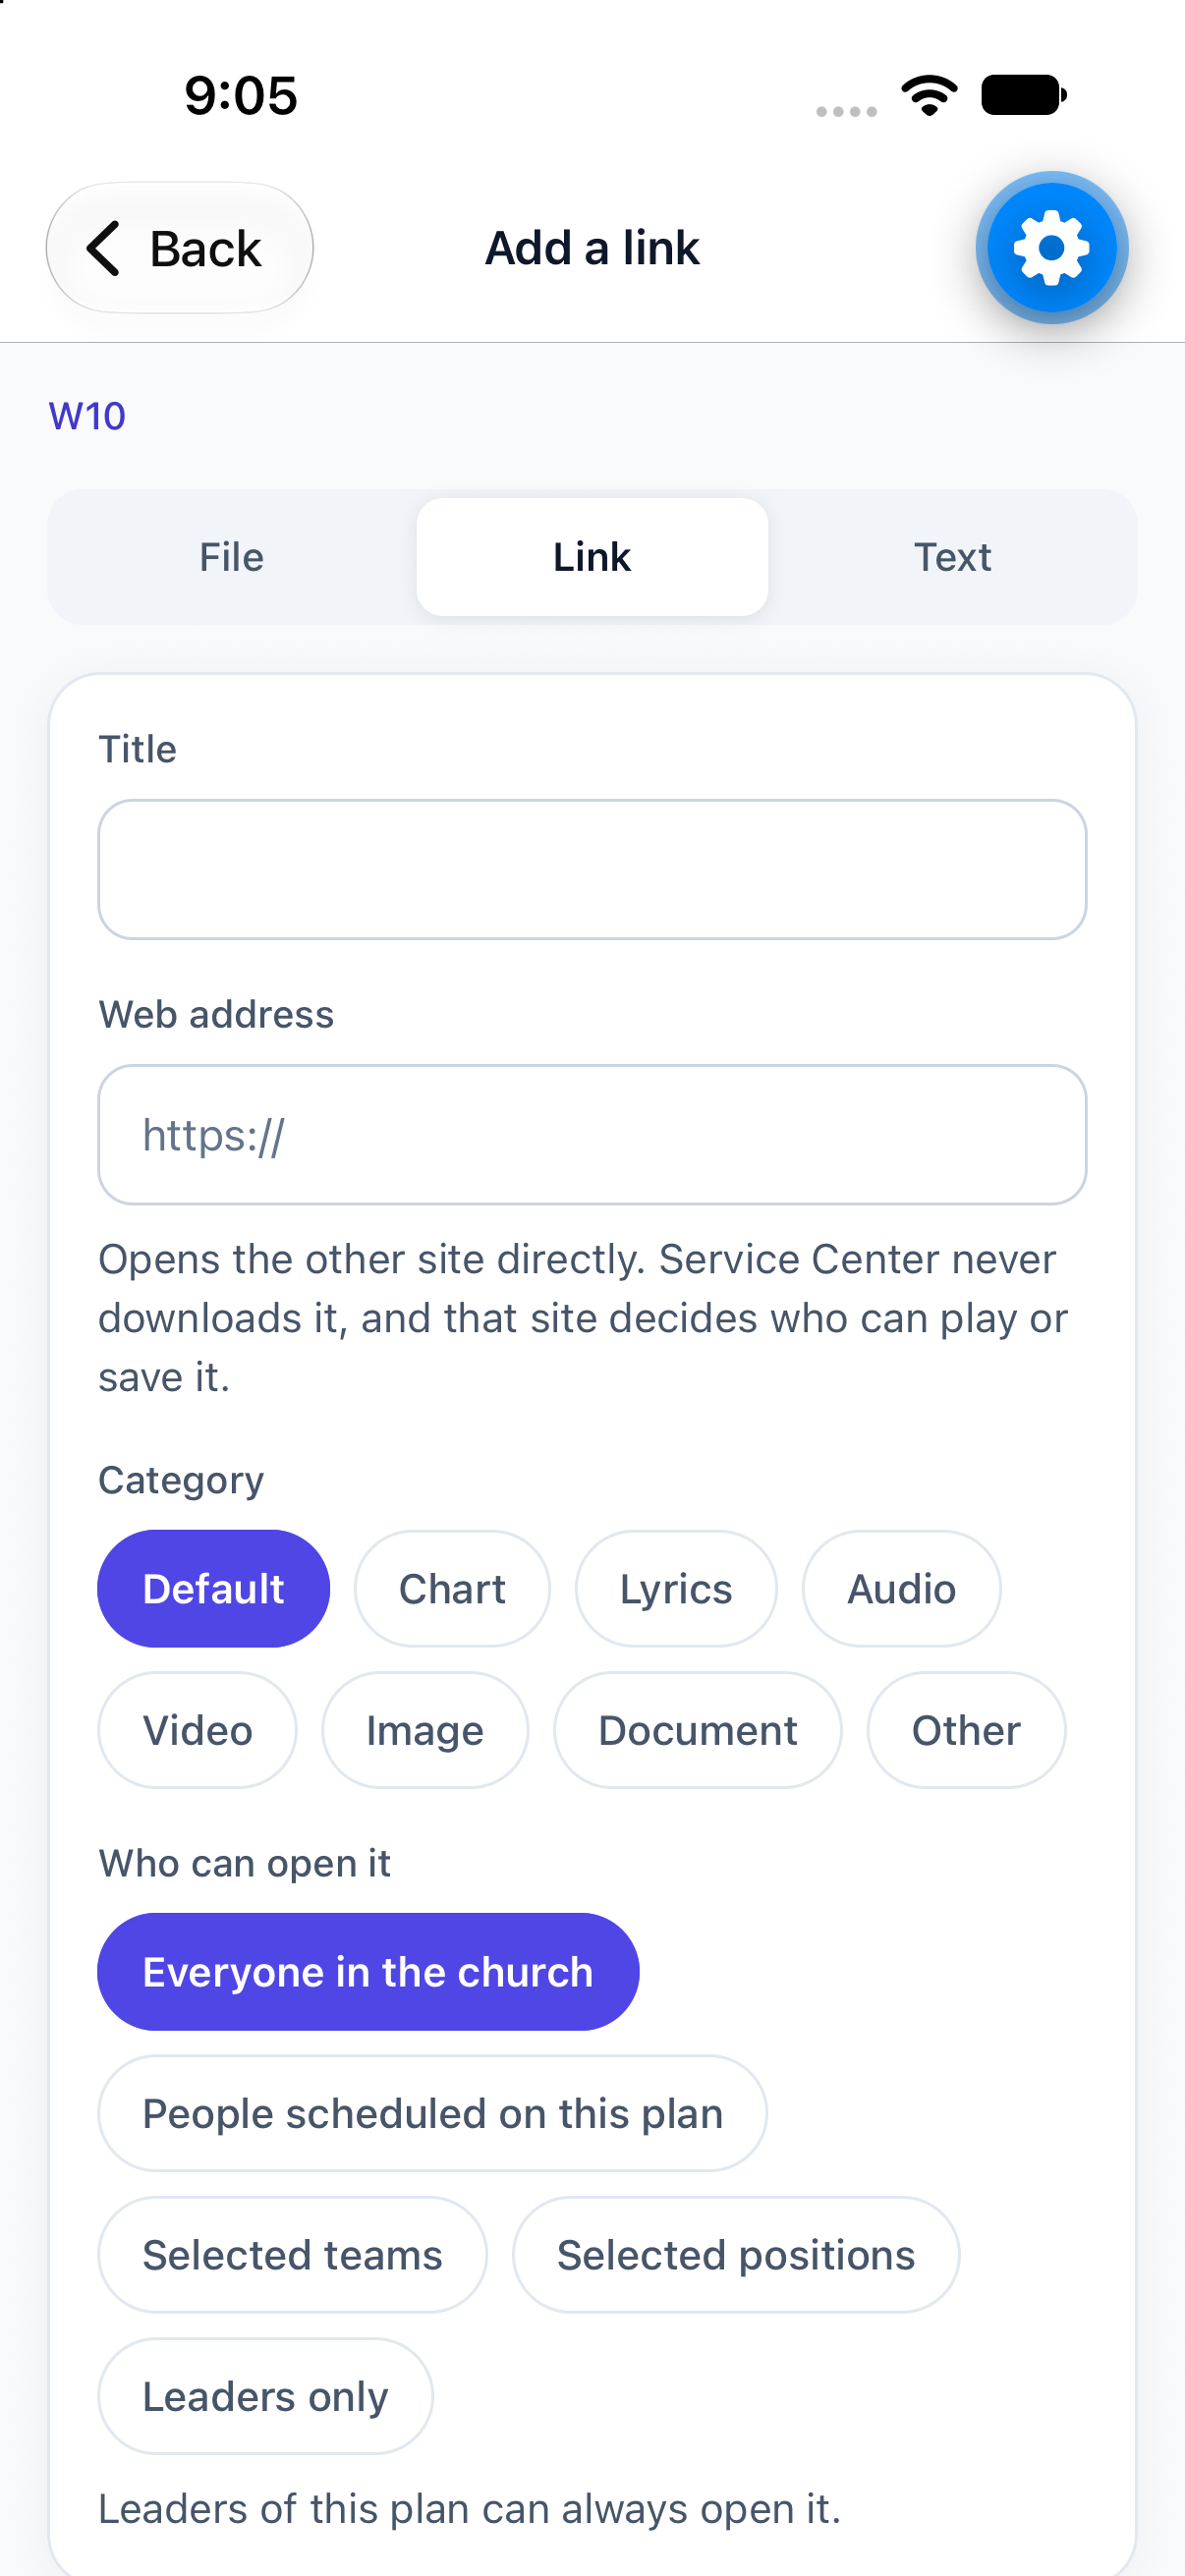 9:05
Back
Add a link
W10
File
Link
Text
Title
Web address
https://
Opens the other site directly. Service Center never
downloads it, and that site decides who can play or
save it.
Category
Default
Chart
Lyrics
Audio
Video
Image
Document
Other
Who can open it
Everyone in the church
People scheduled on this plan
Selected teams
Selected positions
Leaders only
Leaders of this plan can always open it.